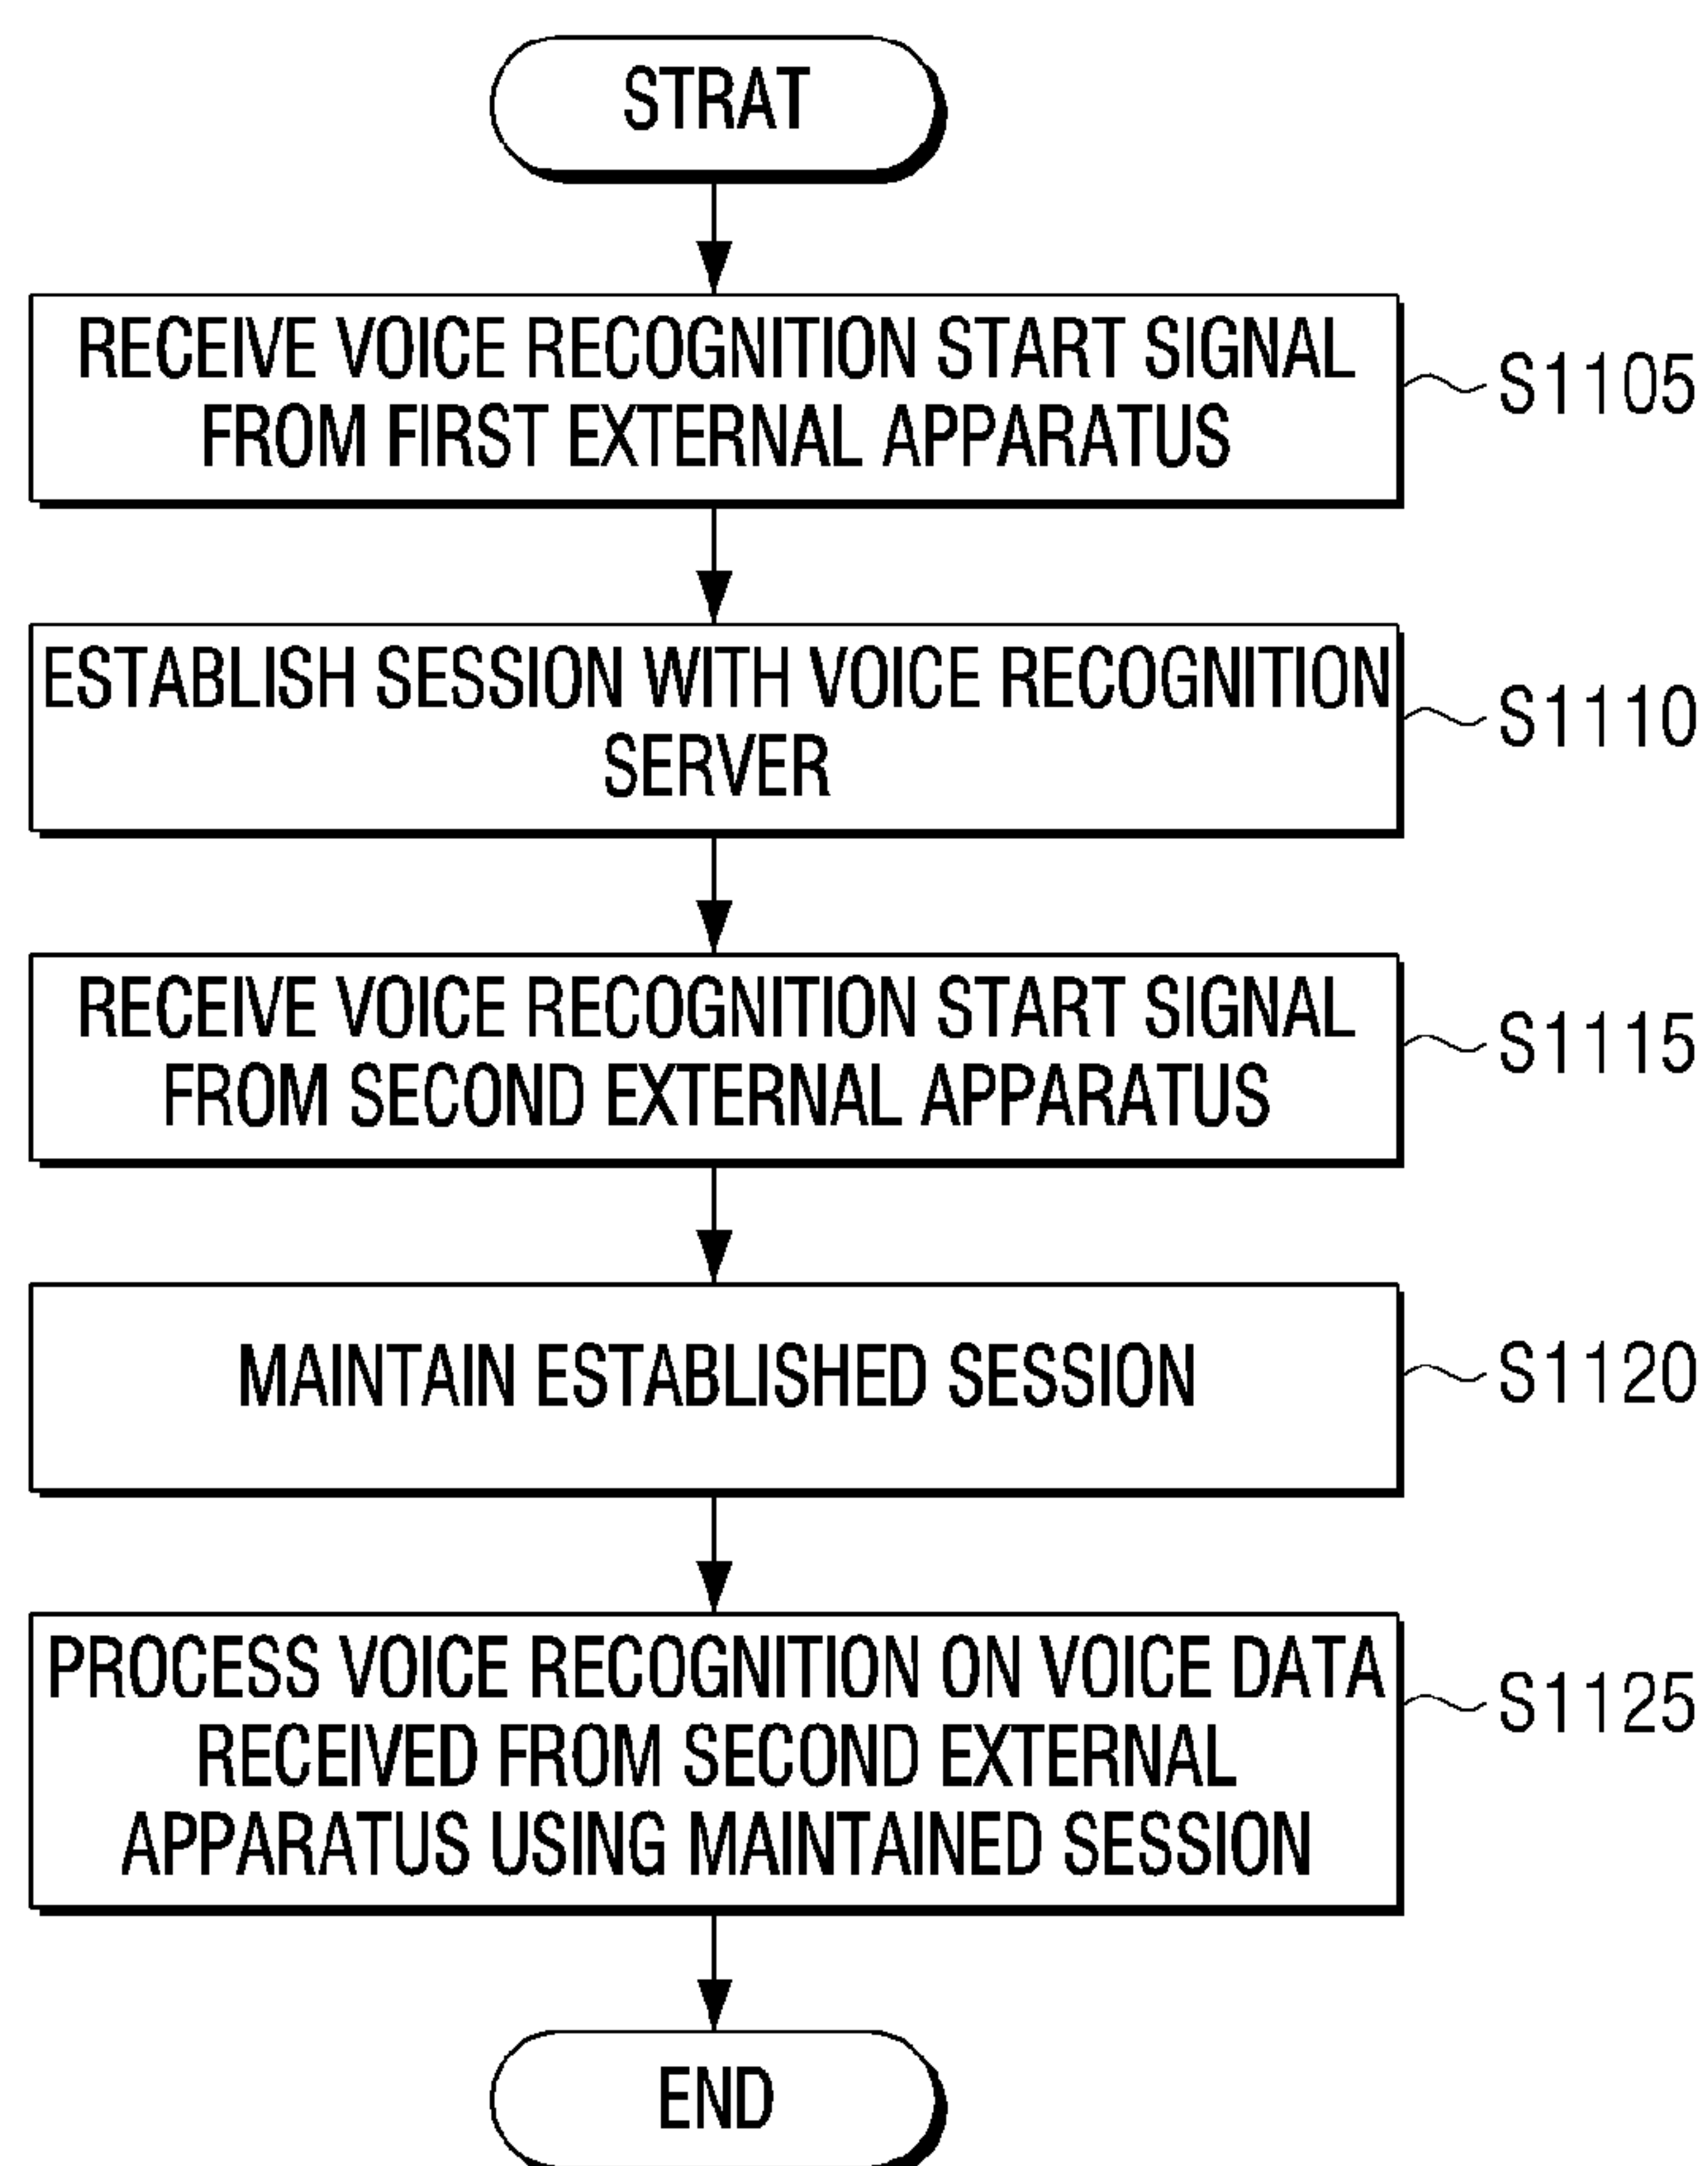 STRAT
RECEIVE VOICE RECOGNITION START SIGNAL
FROM FIRST EXTERNAL APPARATUS
S1105
ESTABLISH SESSION WITH VOICE RECOGNITION
SERVER
S1110
RECEIVE VOICE RECOGNITION START SIGNAL
FROM SECOND EXTERNAL APPARATUS
S1115
MAINTAIN ESTABLISHED SESSION
S1120
PROCESS VOICE RECOGNITION ON VOICE DATA
RECEIVED FROM SECOND EXTERNAL
APPARATUS USING MAINTAINED SESSION
S1125
END